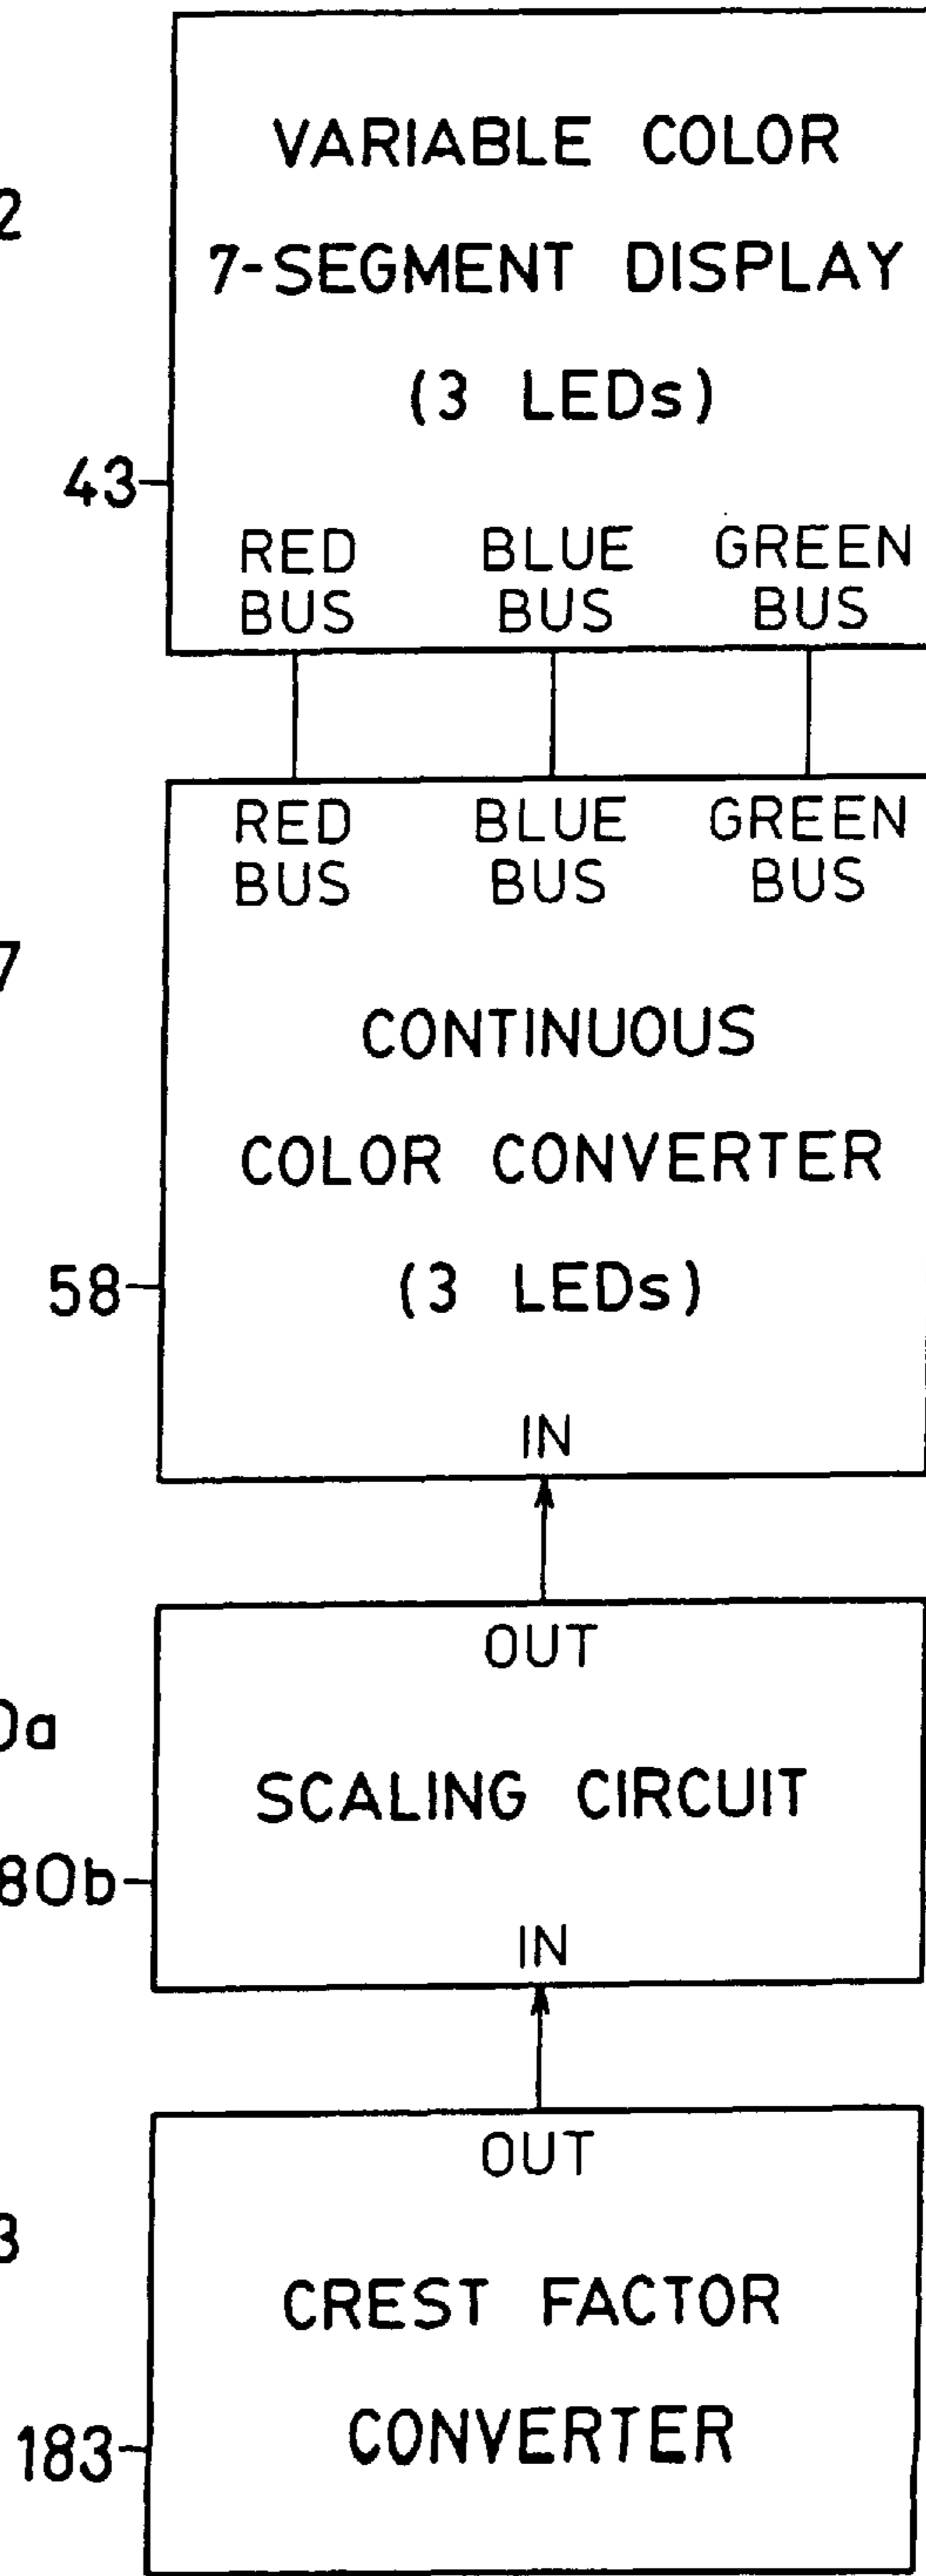 VARIABLE COLOR
2
7-SEGMENT DISPLAY
(3 LEDs)
43
RED BLUE GREEN
BUS BUS BUS
RED BLUE GREEN
BUS BUS BUS
7
CONTINUOUS
COLOR CONVERTER
58
(3 LEDs)
IN
OUT
0a
SCALING CIRCUIT
80b
IN
OUT
3
CREST FACTOR
CONVERTER
183